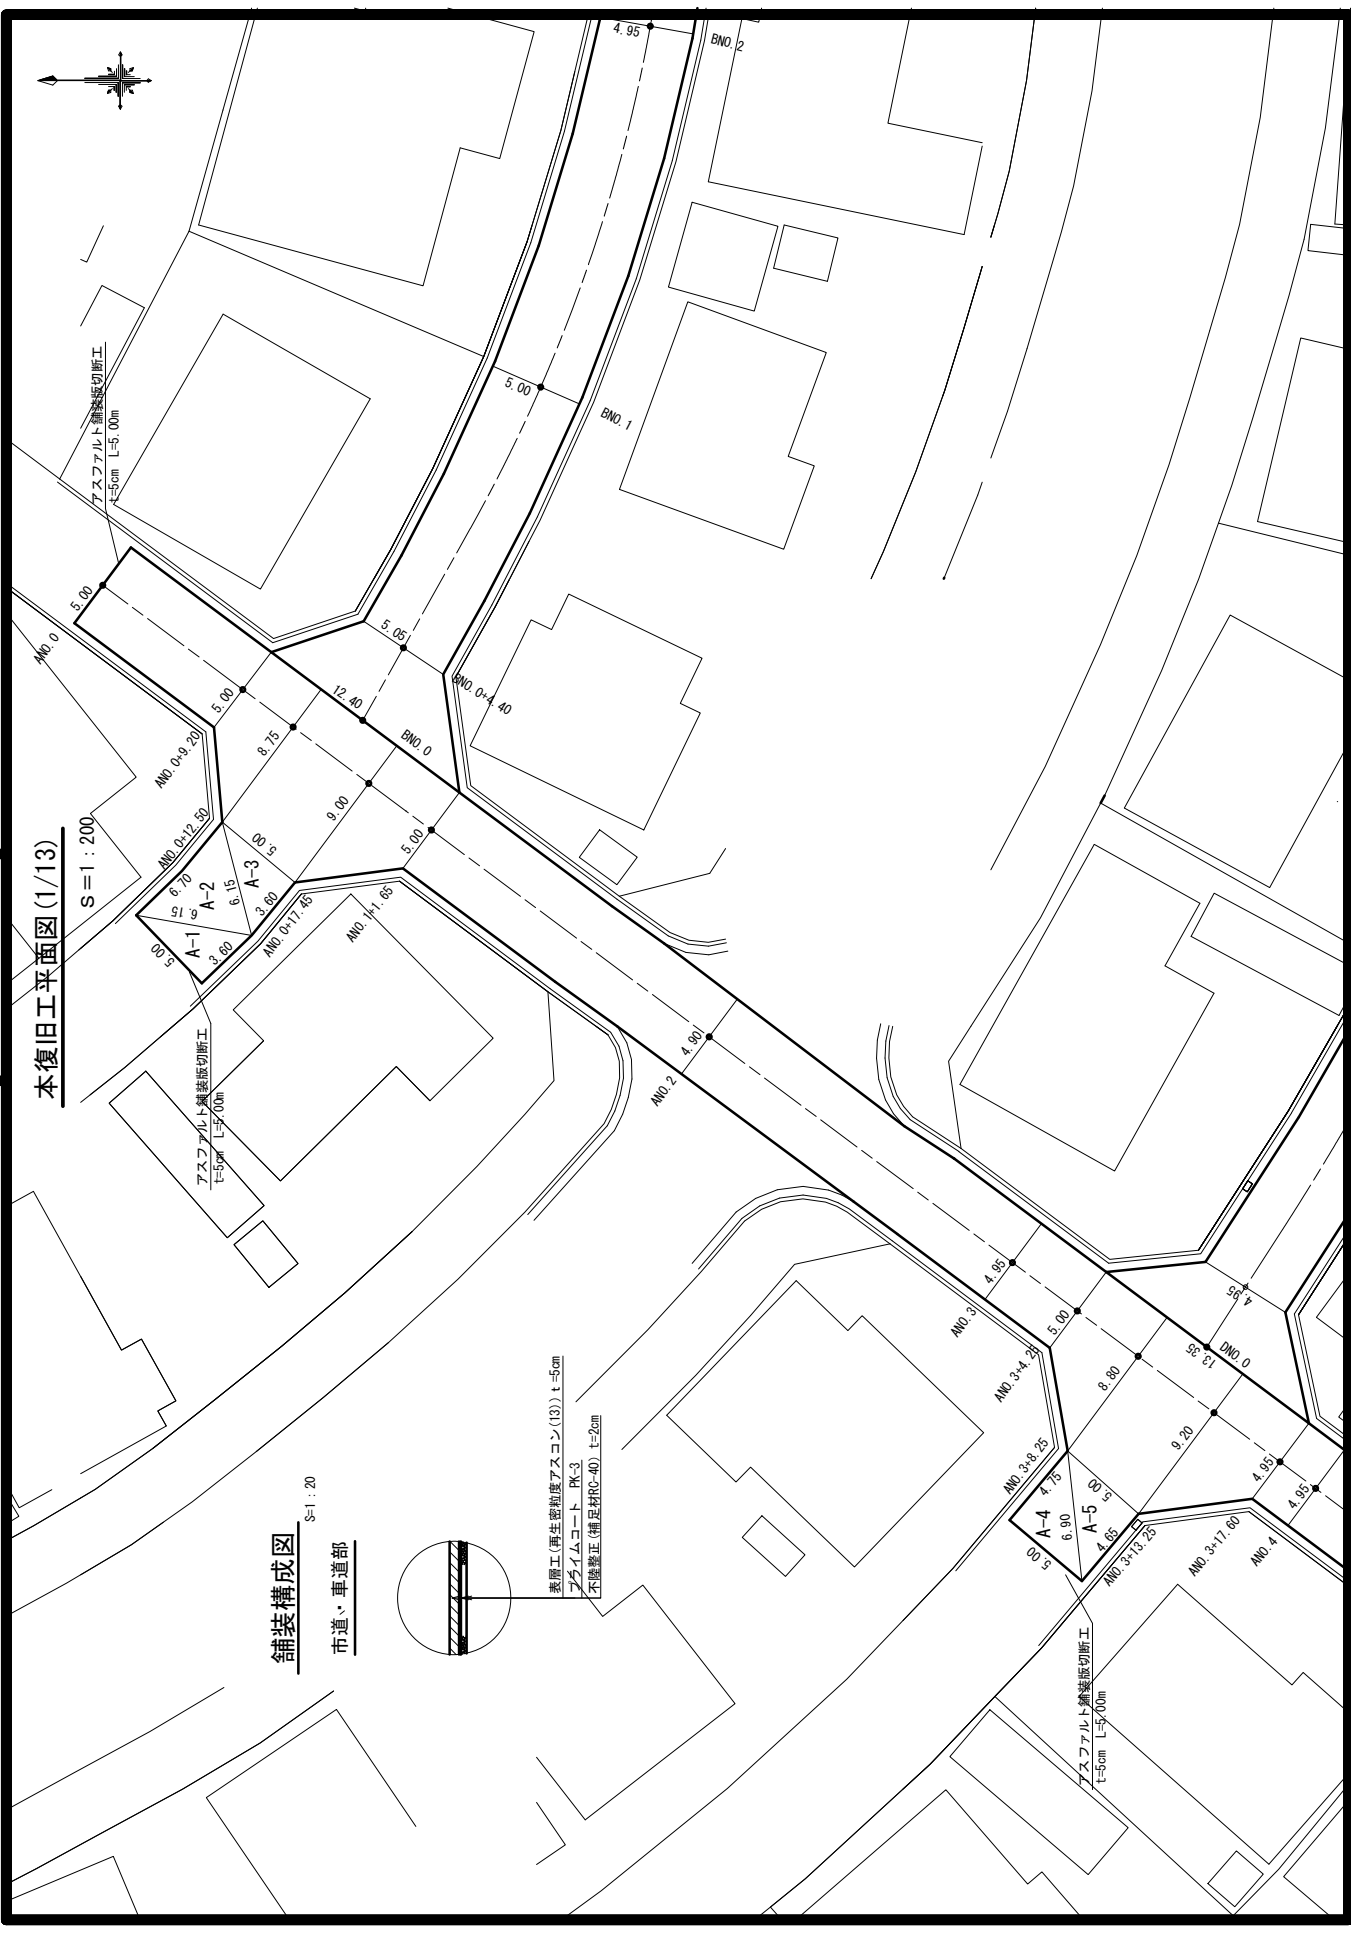 本復旧工平面図(1/13)
S=1:200
アスファルト舗装版切断工
t=5cm L=5.00m
5.00
ANO.0
5.00
ANO.0+9.20
8.75
ANO.0+12.50
12.40
BNO.0
5.05
BNO.0+4.40
5.00
BNO.1
4.95
BNO.2
9.00
5.00
5.00
6.70
A-2
6.15
6.15
A-3
A-1
5.00
3.60
3.60
ANO.0+17.45
ANO.1+1.65
アスファルト舗装版切断工
t=5cm L=5.00m
4.90
ANO.2
4.95
ANO.3
5.00
ANO.3+4.25
8.80
ANO.3+8.25
4.95
13.35
DNO.0
9.20
4.75
5.00
A-4
6.90
A-5
5.00
4.65
ANO.3+13.25
4.95
ANO.3+17.60
4.95
ANO.4
アスファルト舗装版切断工
t=5cm L=5.00m
舗装構成図
S=1:20
市道、車道部
表層工(再生密粒度アスコン(13)) t=5cm
プライムコート PK-3
不陸整正(補足材RC-40) t=2cm